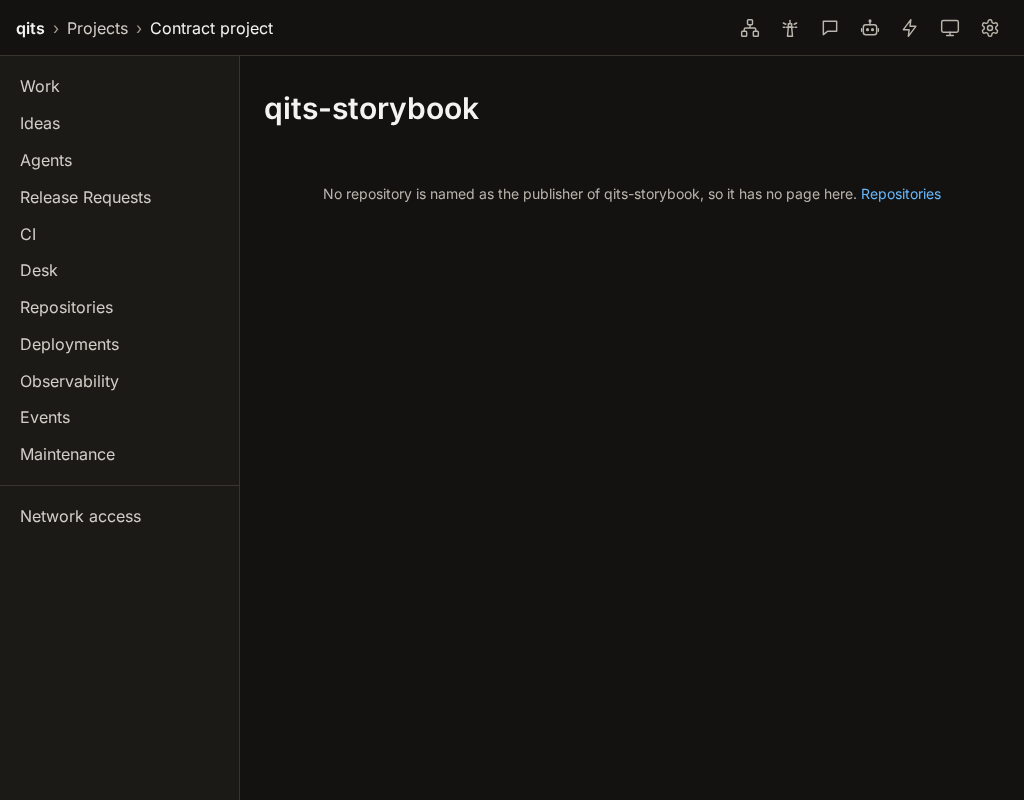 qits › Projects › Contract project
Work
Ideas
Agents
Release Requests
CI
Desk
Repositories
Deployments
Observability
Events
Maintenance
Network access
qits-storybook
No repository is named as the publisher of qits-storybook, so it has no page here. Repositories